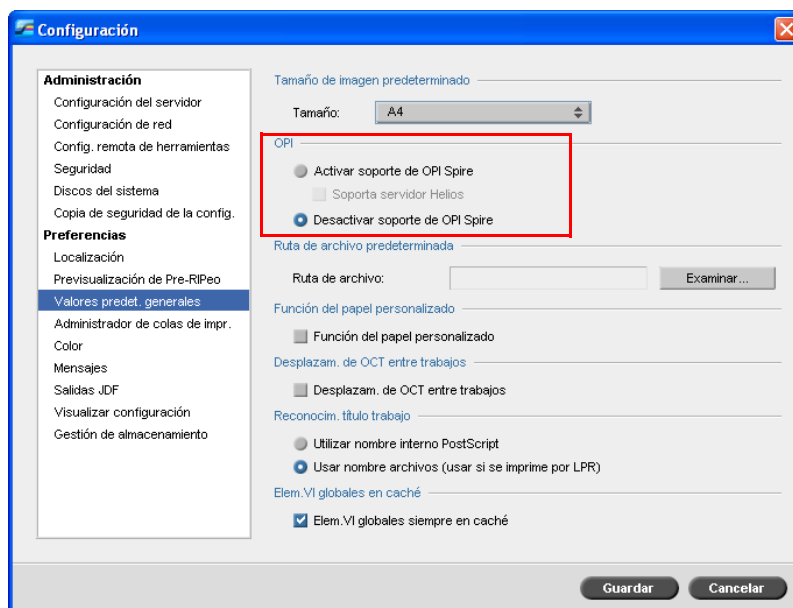 Configuración
Administración
Configuración del servidor
Configuración de red
Config. remota de herramientas
Seguridad
Discos del sistema
Copia de seguridad de la config.
Preferencias
Localización
Previsualización de Pre-RIPeo
Valores predet. generales
Administrador de colas de impr.
Color
Mensajes
Salidas JDF
Visualizar configuración
Gestión de almacenamiento
Tamaño de imagen predeterminado
Tamaño: A4
OPI
Activar soporte de OPI Spire
Soporta servidor Helios
Desactivar soporte de OPI Spire
Ruta de archivo predeterminada
Ruta de archivo: Examinar...
Función del papel personalizado
Función del papel personalizado
Desplazam. de OCT entre trabajos
Desplazam. de OCT entre trabajos
Reconocim. título trabajo
Utilizar nombre interno PostScript
Usar nombre archivos (usar si se imprime por LPR)
Elem.VI globales en caché
Elem.VI globales siempre en caché
Guardar Cancelar